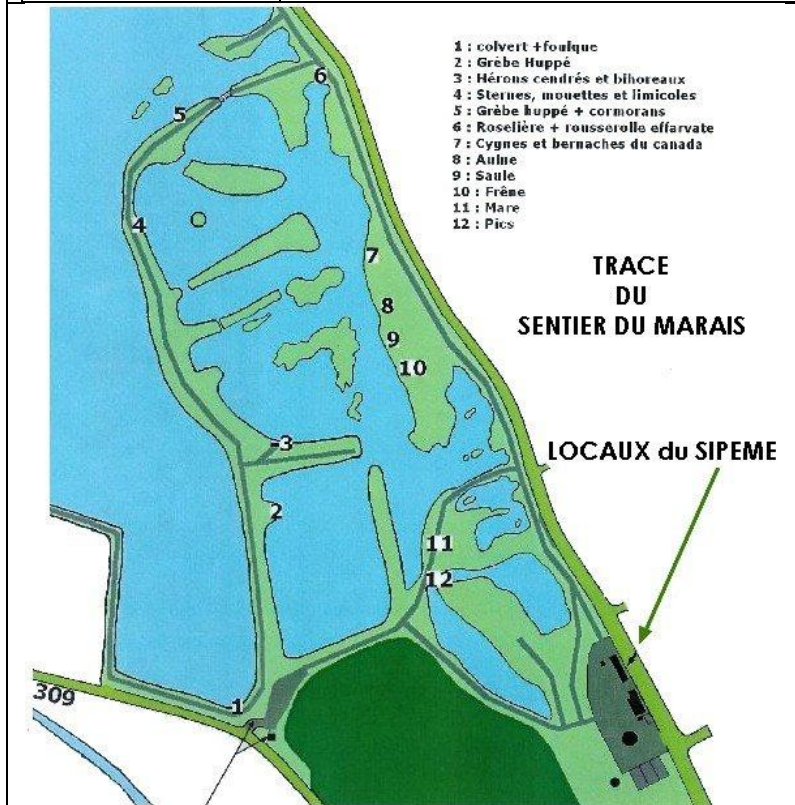 1 : colvert +foulque
2 : Grèbe Huppé
3 : Hérons cendrés et bihoreaux
4 : Sternes, mouettes et limicoles
5 : Grèbe huppé + cormorans
6 : Roselière + rousserolle effarvate
7 : Cygnes et bernaches du canada
8 : Aulne
9 : Saule
10 : Frêne
11 : Mare
12 : Pics
TRACE
DU
SENTIER DU MARAIS
LOCAUX du SIPEME
6
5
4
7
8
9
10
3
2
11
12
1
309